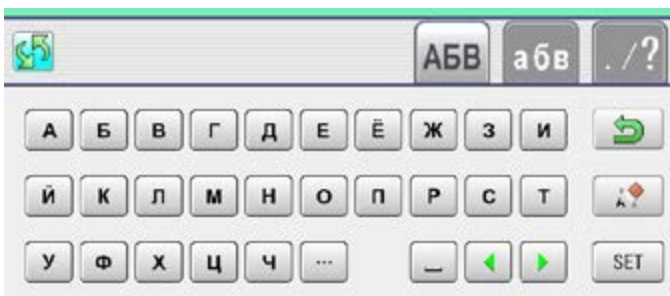 АБВ абв ./?
А Б В Г Д Е Ё Ж З И
Й К Л М Н О П Р С Т
У Ф Х Ц Ч ... _ SET